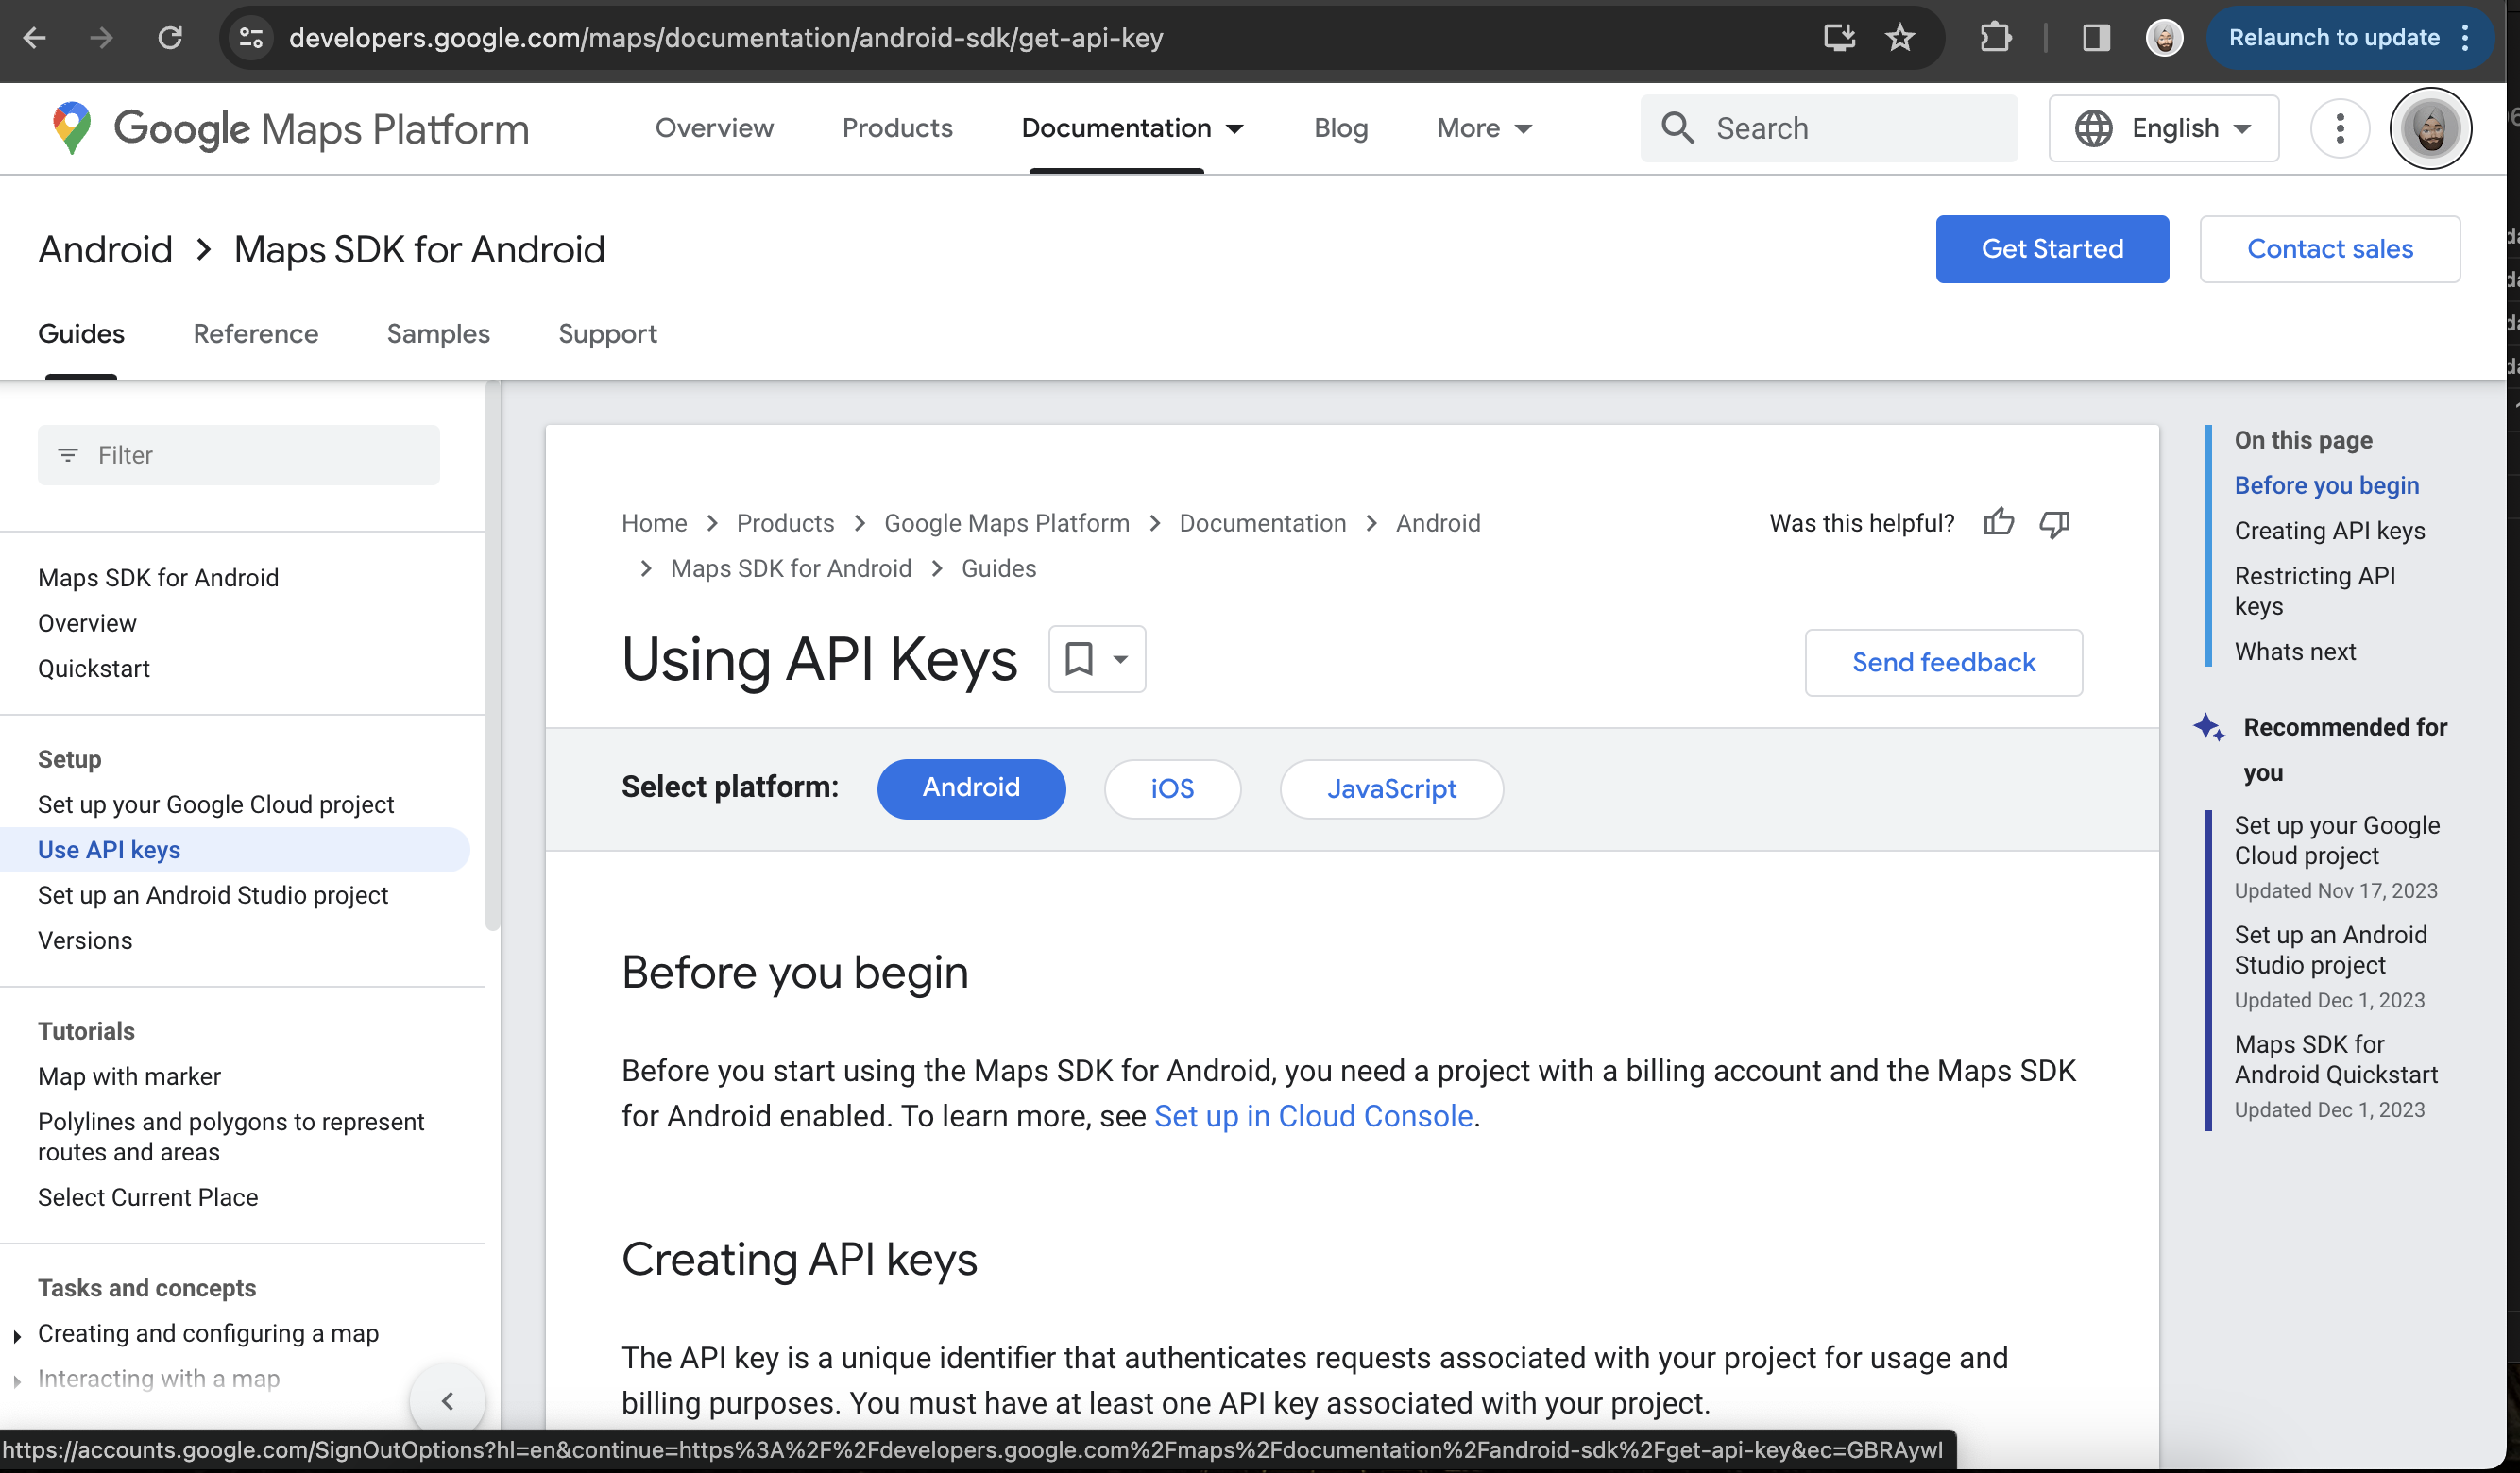 developers.google.com/maps/documentation/android-sdk/get-api-key
Relaunch to update
Google Maps Platform
Overview
Products
Documentation
Blog
More
Search
English
Android > Maps SDK for Android
Get Started
Contact sales
Guides
Reference
Samples
Support
Filter
Maps SDK for Android
Overview
Quickstart
Setup
Set up your Google Cloud project
Use API keys
Set up an Android Studio project
Versions
Tutorials
Map with marker
Polylines and polygons to represent
routes and areas
Select Current Place
Tasks and concepts
Creating and configuring a map
Interacting with a map
Home > Products > Google Maps Platform > Documentation > Android
> Maps SDK for Android > Guides
Was this helpful?
Using API Keys
Send feedback
Select platform:
Android
iOS
JavaScript
Before you begin
Before you start using the Maps SDK for Android, you need a project with a billing account and the Maps SDK
for Android enabled. To learn more, see Set up in Cloud Console.
Creating API keys
The API key is a unique identifier that authenticates requests associated with your project for usage and
billing purposes. You must have at least one API key associated with your project.
On this page
Before you begin
Creating API keys
Restricting API
keys
Whats next
Recommended for
you
Set up your Google
Cloud project
Updated Nov 17, 2023
Set up an Android
Studio project
Updated Dec 1, 2023
Maps SDK for
Android Quickstart
Updated Dec 1, 2023
https://accounts.google.com/SignOutOptions?hl=en&continue=https%3A%2F%2Fdevelopers.google.com%2Fmaps%2Fdocumentation%2Fandroid-sdk%2Fget-api-key&ec=GBRAywI